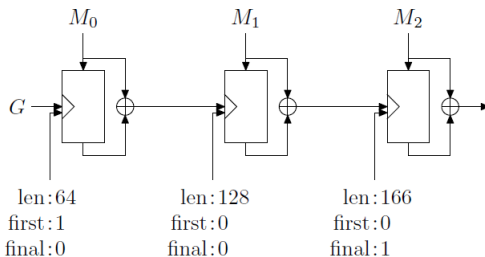 M₀ M₁ M₂
G
len:64 len:128 len:166
first:1 first:0 first:0
final:0 final:0 final:1